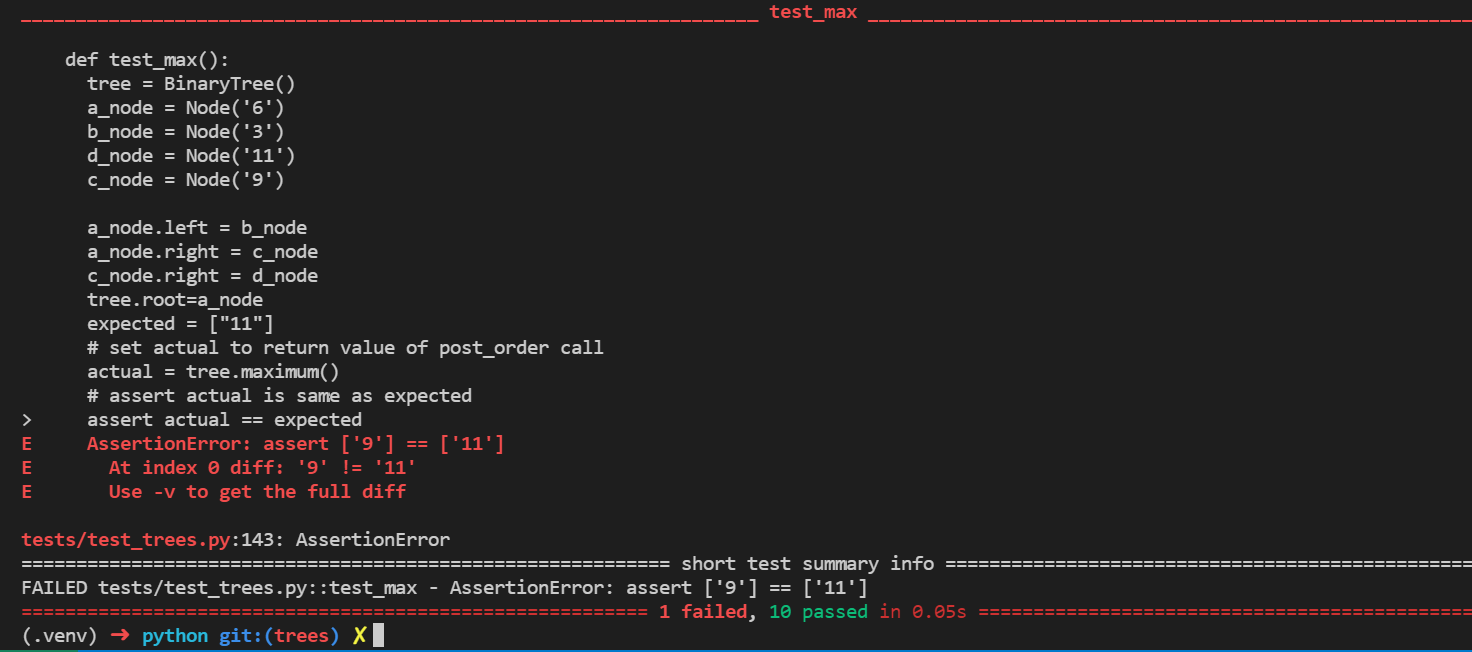 ________________________________________________________________________ test_max ________________________________________________________________________
    def test_max():
      tree = BinaryTree()
      a_node = Node('6')
      b_node = Node('3')
      d_node = Node('11')
      c_node = Node('9')
      a_node.left = b_node
      a_node.right = c_node
      c_node.right = d_node
      tree.root=a_node
      expected = ["11"]
      # set actual to return value of post_order call
      actual = tree.maximum()
      # assert actual is same as expected
>     assert actual == expected
E     AssertionError: assert ['9'] == ['11']
E       At index 0 diff: '9' != '11'
E       Use -v to get the full diff
tests/test_trees.py:143: AssertionError
=========================================================== short test summary info ================================================
FAILED tests/test_trees.py::test_max - AssertionError: assert ['9'] == ['11']
========================================================= 1 failed, 10 passed in 0.05s =============================================
(.venv) ➜ python git:(trees) ✗